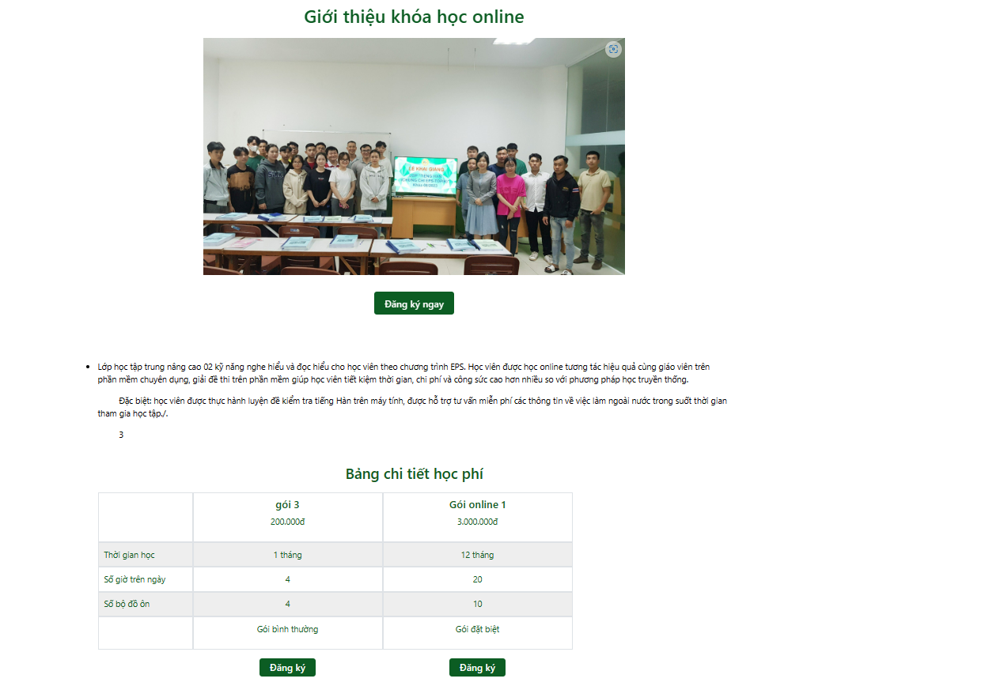 Giới thiệu khóa học online
LỄ KHAI GIẢNG
Đăng ký ngay
Lớp học tập trung nâng cao 02 kỹ năng nghe hiểu và đọc hiểu cho học viên theo chương trình EPS. Học viên được học online tương tác hiệu quả cùng giáo viên trên
phần mềm chuyên dụng, giải đề thi trên phần mềm giúp học viên tiết kiệm thời gian, chi phí và công sức cao hơn nhiều so với phương pháp học truyền thống.
Đặc biệt: học viên được thực hành luyện đề kiểm tra tiếng Hàn trên máy tính, được hỗ trợ tư vấn miễn phí các thông tin về việc làm ngoài nước trong suốt thời gian
tham gia học tập./.
3
Bảng chi tiết học phí
gói 3 Gói online 1
200.000đ 3.000.000đ
Thời gian học 1 tháng 12 tháng
Số giờ trên ngày 4 20
Số bộ đồ ôn 4 10
Gói bình thường Gói đặt biệt
Đăng ký Đăng ký